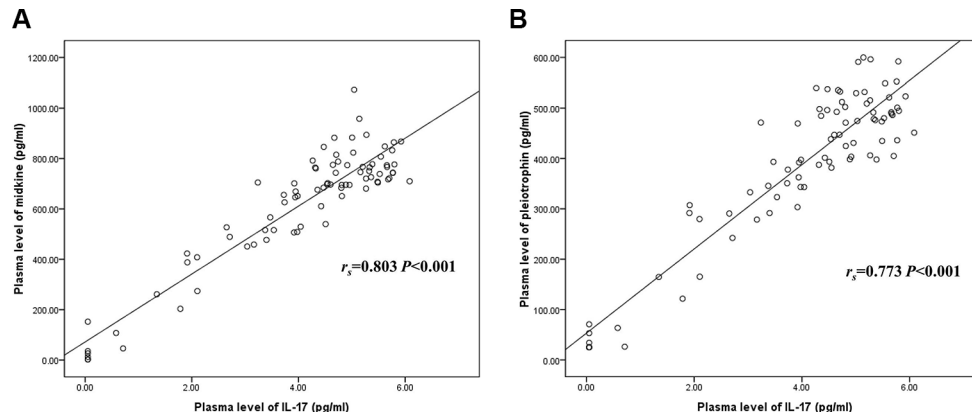 A
1200.00
1000.00
800.00
600.00
400.00
200.00
0.00
Plasma level of midkine (pg/ml)
r_s=0.803 P<0.001
0.00 2.00 4.00 6.00
Plasma level of IL-17 (pg/ml)
B
600.00
500.00
400.00
300.00
200.00
100.00
0.00
Plasma level of pleiotrophin (pg/ml)
r_s=0.773 P<0.001
0.00 2.00 4.00 6.00
Plasma level of IL-17 (pg/ml)